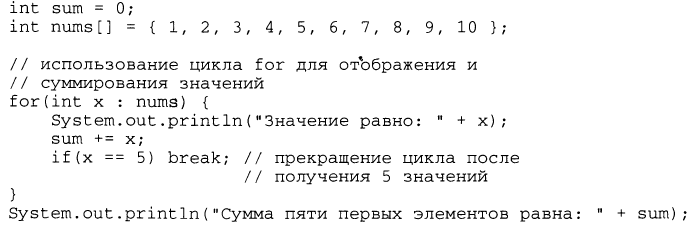 int sum = 0;
int nums[] = { 1, 2, 3, 4, 5, 6, 7, 8, 9, 10 };
// использование цикла for для отображения и
// суммирования значений
for(int x : nums) {
System.out.println("Значение равно: " + x);
sum += x;
if(x == 5) break; // прекращение цикла после
// получения 5 значений
}
System.out.println("Сумма пяти первых элементов равна: " + sum);